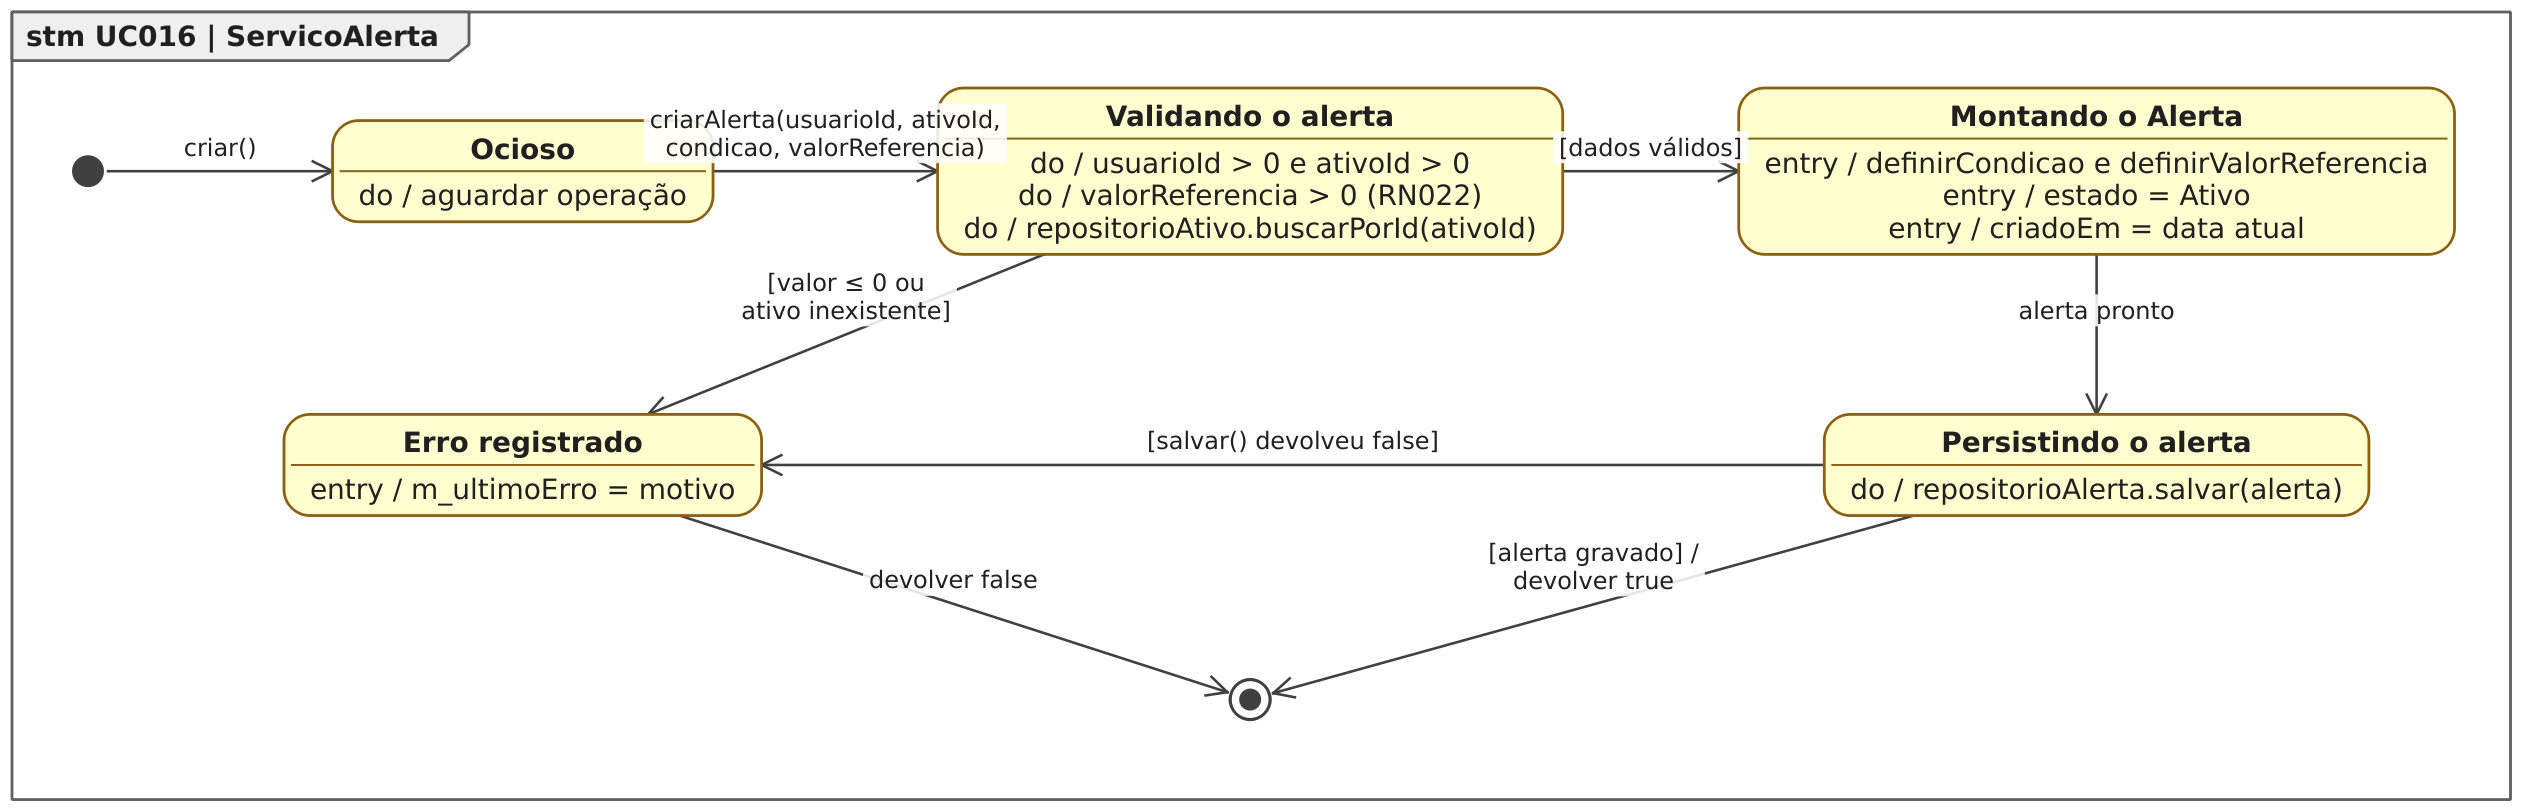 stm UC016 | ServicoAlerta
criar()
Ocioso
do / aguardar operação
criarAlerta(usuarioId, ativoId,
condicao, valorReferencia)
Validando o alerta
do / usuarioId > 0 e ativoId > 0
do / valorReferencia > 0 (RN022)
do / repositorioAtivo.buscarPorId(ativoId)
[dados válidos]
Montando o Alerta
entry / definirCondicao e definirValorReferencia
entry / estado = Ativo
entry / criadoEm = data atual
[valor ≤ 0 ou
ativo inexistente]
alerta pronto
Erro registrado
entry / m_ultimoErro = motivo
[salvar() devolveu false]
Persistindo o alerta
do / repositorioAlerta.salvar(alerta)
devolver false
[alerta gravado] /
devolver true